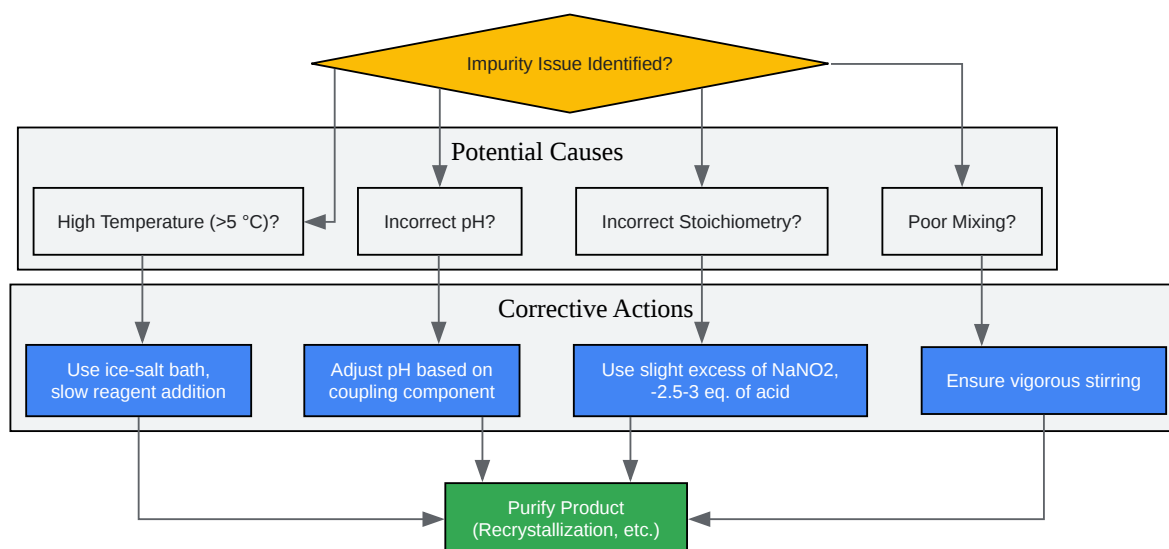 Impurity Issue Identified?
Potential Causes
High Temperature (>5 °C)?
Incorrect pH?
Incorrect Stoichiometry?
Poor Mixing?
Corrective Actions
Use ice-salt bath,
slow reagent addition
Adjust pH based on
coupling component
Use slight excess of NaNO2,
-2.5-3 eq. of acid
Ensure vigorous stirring
Purify Product
(Recrystallization, etc.)